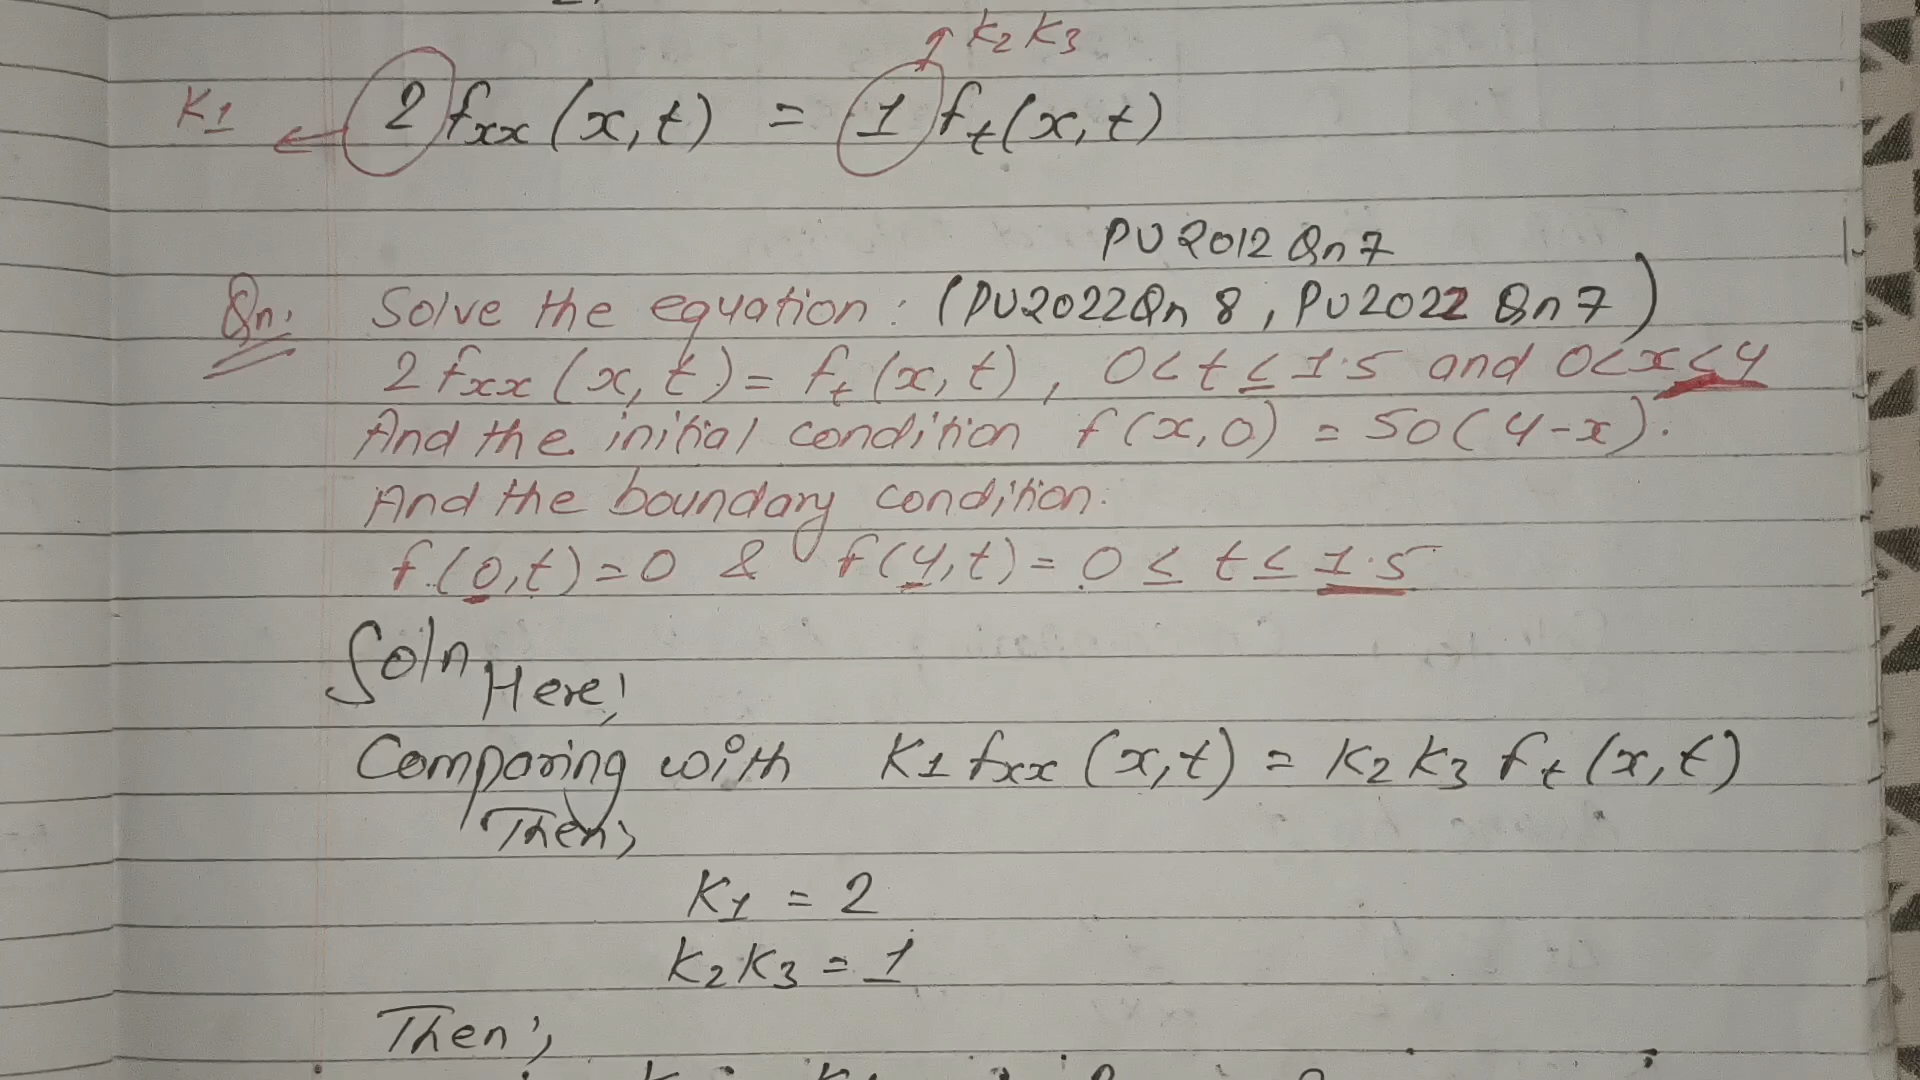 K2 K3
K1 2 fxx (x, t) = 1 ft (x, t)
PU 2012 Qn 7
Qn. Solve the equation : (PU2022 Qn 8, PU 2022 Qn 7)
2 fxx (x, t) = ft (x, t), 0 < t ≤ 1.5 and 0 < x ≤ 4
And the initial condition f(x, 0) = 50(4-x).
And the boundary condition.
f(0,t) = 0 & f(4,t) = 0 ≤ t ≤ 1.5
Soln Here,
Comparing with K1 fxx (x,t) = K2 K3 ft (x,t)
Then,
K1 = 2
K2 K3 = 1
Then,